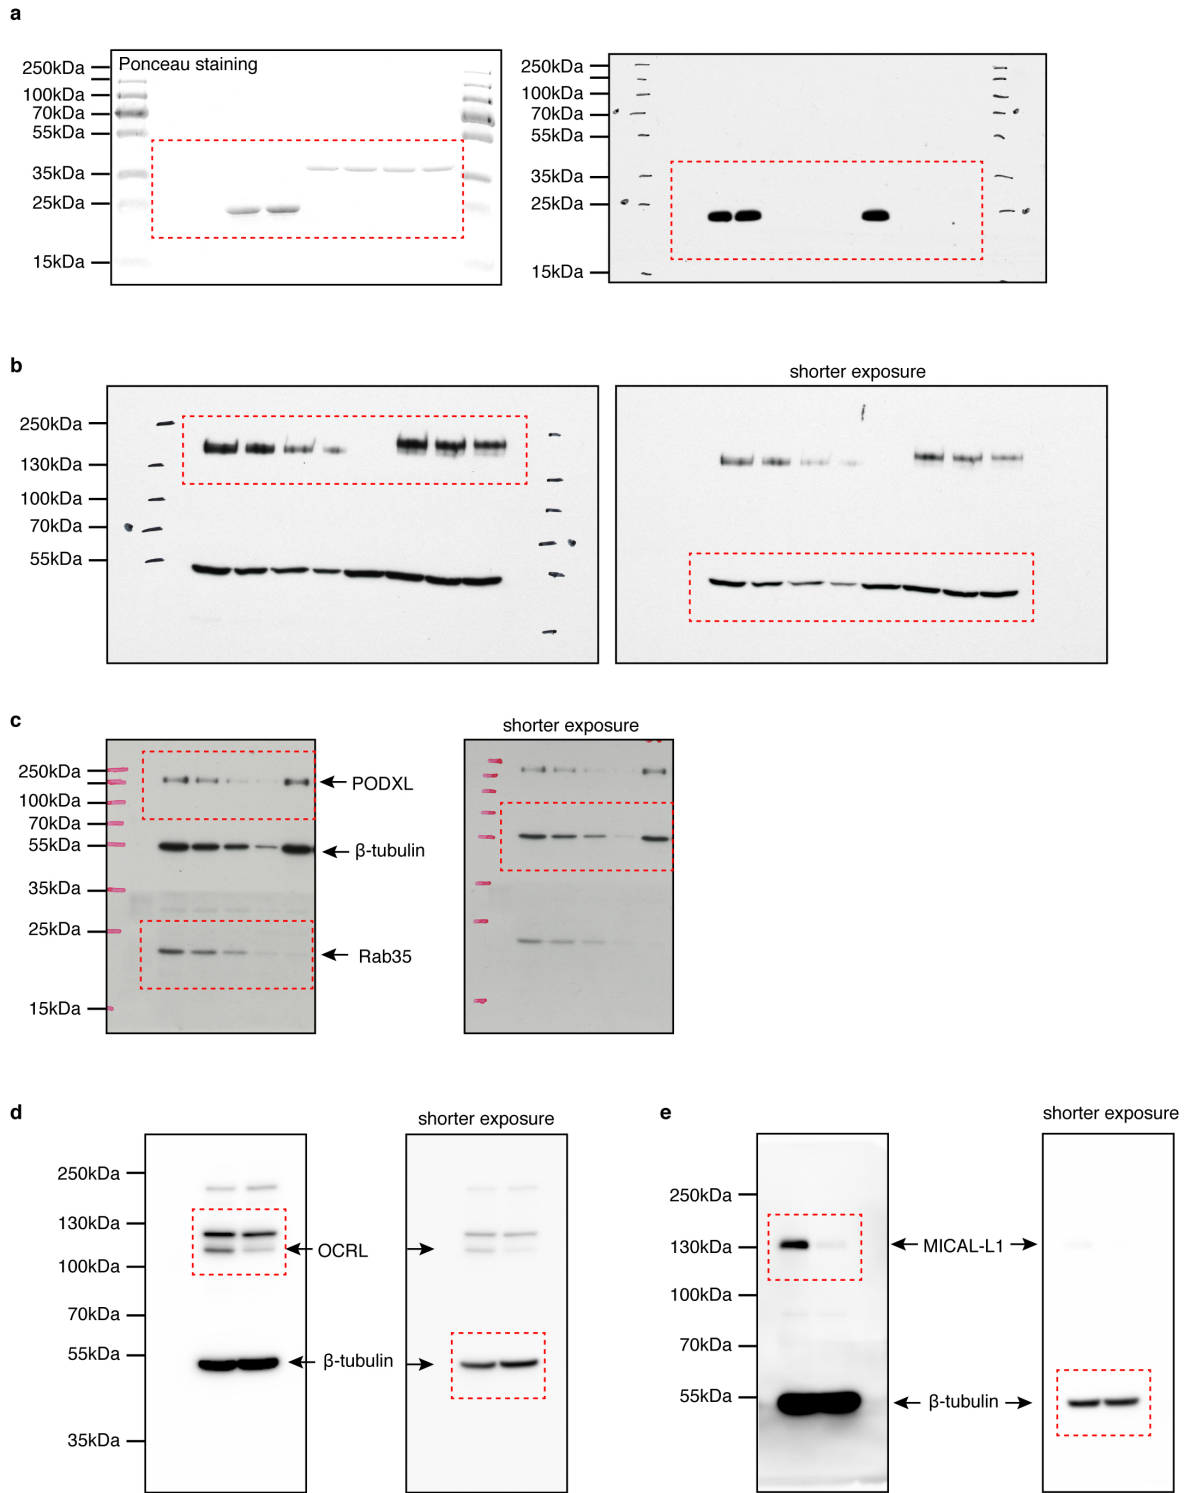 a
Ponceau staining
250kDa
100kDa
70kDa
55kDa
35kDa
25kDa
15kDa
250kDa
100kDa
70kDa
55kDa
35kDa
25kDa
15kDa
b
shorter exposure
250kDa
130kDa
100kDa
70kDa
55kDa
c
shorter exposure
250kDa
100kDa
70kDa
55kDa
35kDa
25kDa
15kDa
PODXL
β-tubulin
Rab35
d
shorter exposure
250kDa
130kDa
100kDa
70kDa
55kDa
35kDa
OCRL
β-tubulin
e
shorter exposure
250kDa
130kDa
100kDa
70kDa
55kDa
MICAL-L1
β-tubulin